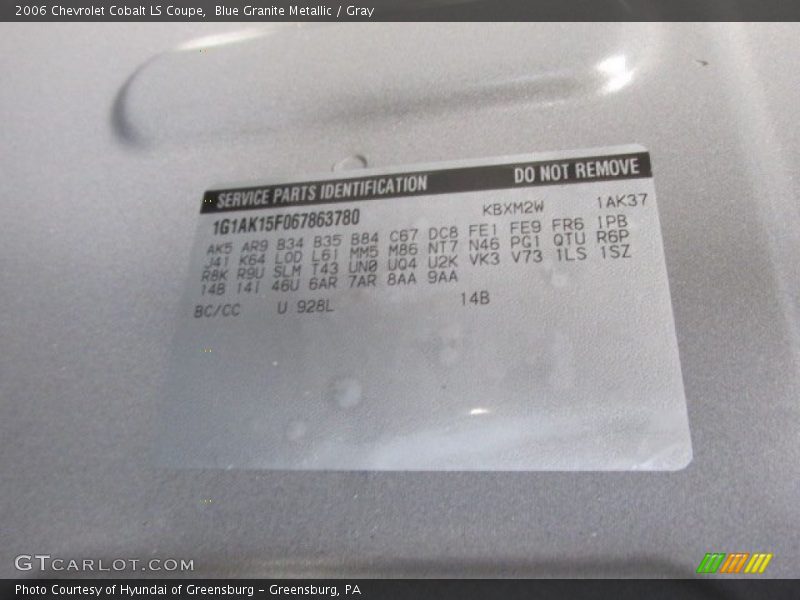 2006 Chevrolet Cobalt LS Coupe,  Blue Granite Metallic / Gray
SERVICE PARTS IDENTIFICATION DO NOT REMOVE
1G1AK15F067863780 KBXM2W 1AK37
AK5 AR9 B34 B35 B84 C67 DC8 FE1 FE9 FR6 1PB
J41 K64 LOD L61 MM5 M86 NT7 N46 PG1 QTU R6P
R8K R9U SLM T43 UN0 UQ4 U2K VK3 V73 1LS 1SZ
14B 14I 46U 6AR 7AR 8AA 9AA
BC/CC U 928L 14B
GTCARLOT.COM
Photo Courtesy of Hyundai of Greensburg - Greensburg, PA